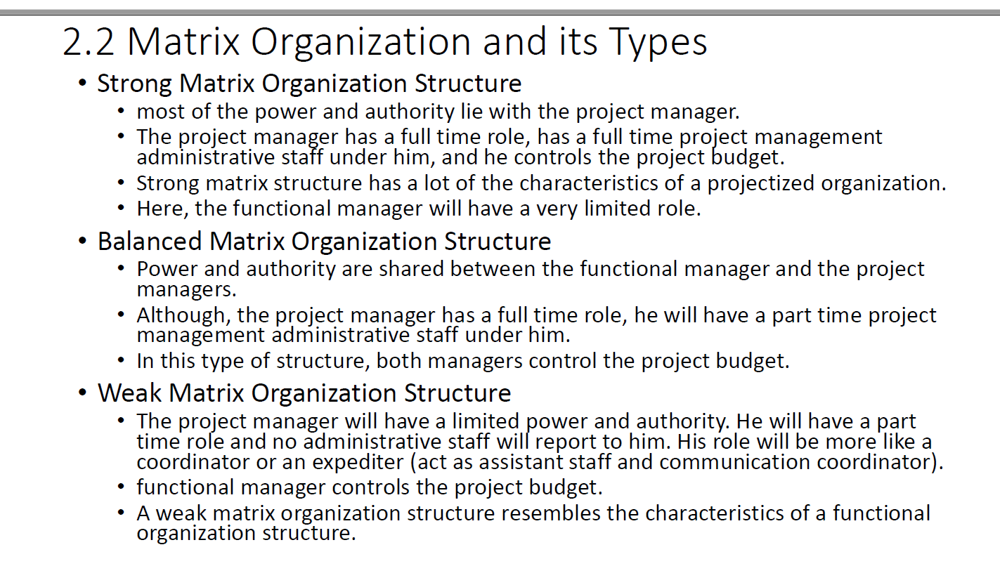 2.2 Matrix Organization and its Types
• Strong Matrix Organization Structure
• most of the power and authority lie with the project manager.
• The project manager has a full time role, has a full time project management
administrative staff under him, and he controls the project budget.
• Strong matrix structure has a lot of the characteristics of a projectized organization.
• Here, the functional manager will have a very limited role.
• Balanced Matrix Organization Structure
• Power and authority are shared between the functional manager and the project
managers.
• Although, the project manager has a full time role, he will have a part time project
management administrative staff under him.
• In this type of structure, both managers control the project budget.
• Weak Matrix Organization Structure
• The project manager will have a limited power and authority. He will have a part
time role and no administrative staff will report to him. His role will be more like a
coordinator or an expediter (act as assistant staff and communication coordinator).
• functional manager controls the project budget.
• A weak matrix organization structure resembles the characteristics of a functional
organization structure.